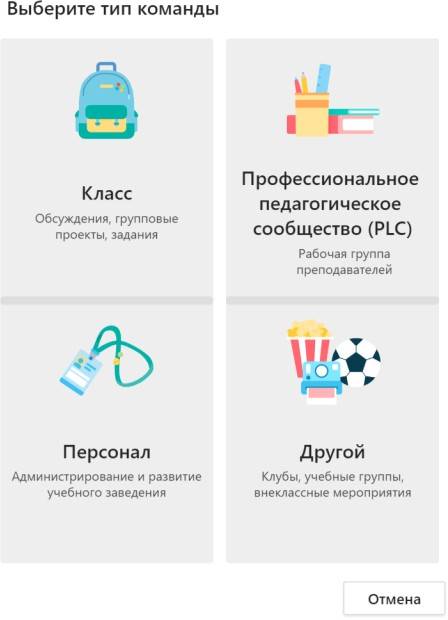 Выберите тип команды
Класс
Обсуждения, групповые
проекты, задания
Профессиональное
педагогическое
сообщество (PLC)
Рабочая группа
преподавателей
Персонал
Администрирование и развитие
учебного заведения
Другой
Клубы, учебные группы,
внеклассные мероприятия
Отмена